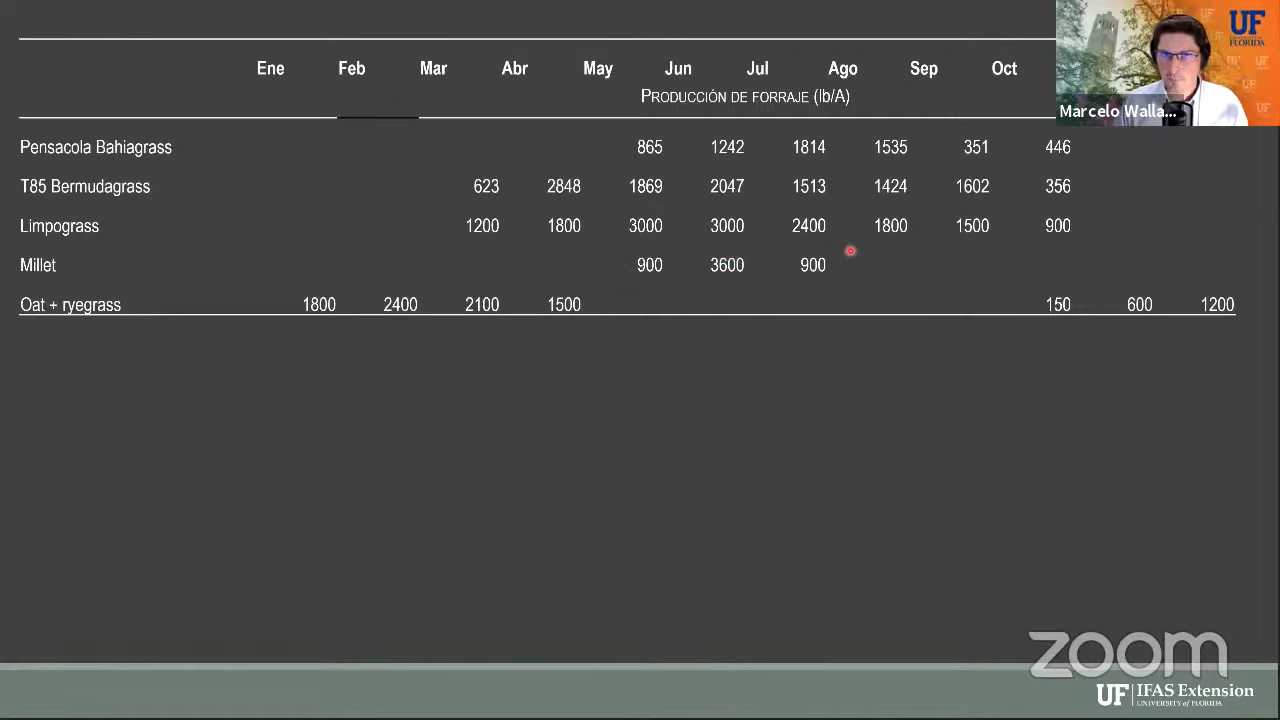 Ene Feb Mar Abr May Jun Jul Ago Sep Oct
PRODUCCIÓN DE FORRAJE (lb/A)
Pensacola Bahiagrass 865 1242 1814 1535 351 446
T85 Bermudagrass 623 2848 1869 2047 1513 1424 1602 356
Limpograss 1200 1800 3000 3000 2400 1800 1500 900
Millet 900 3600 900
Oat + ryegrass 1800 2400 2100 1500 150 600 1200
UF
UNIVERSITY of FLORIDA
Marcelo Walla...
zoom
UF IFAS Extension
UNIVERSITY of FLORIDA